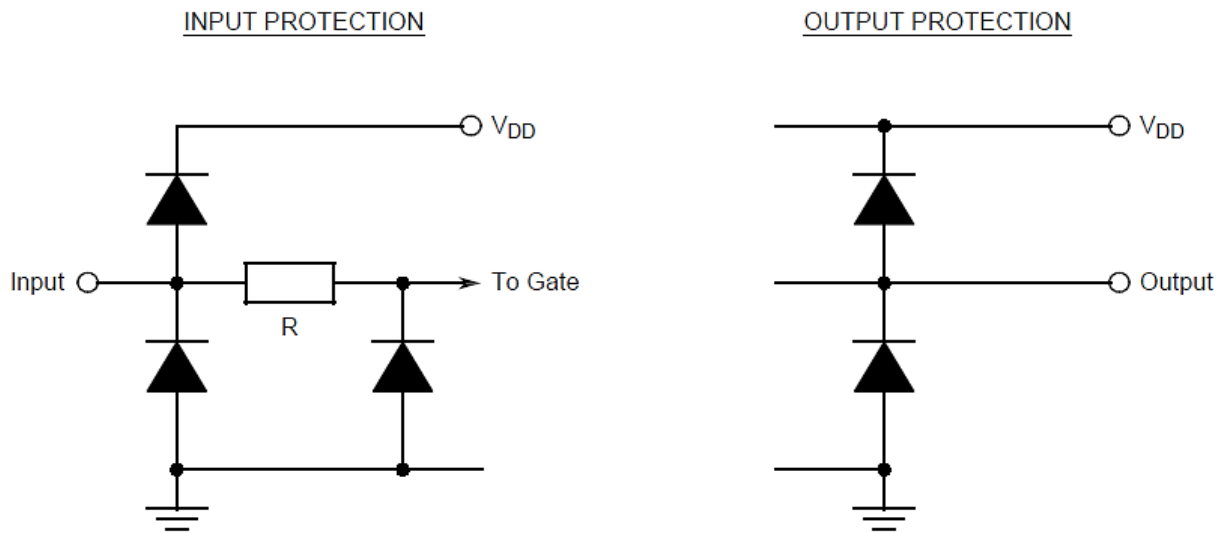 INPUT PROTECTION
OUTPUT PROTECTION
VDD
VDD
Input
To Gate
Output
R